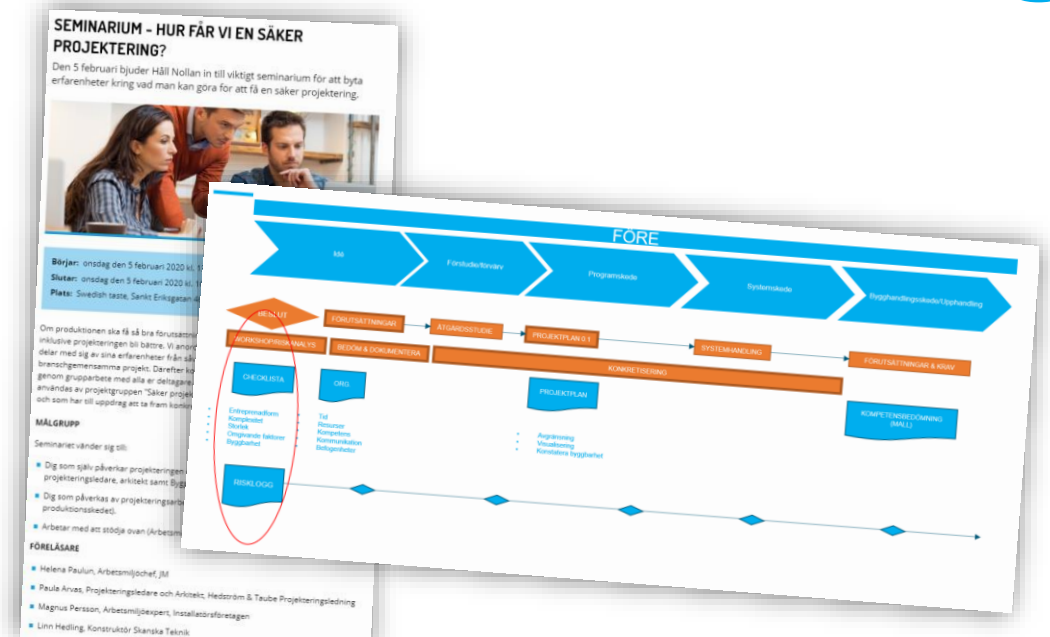 SEMINARIUM - HUR FÅR VI EN SÄKER
PROJEKTERING?
Den 5 februari bjuder Håll Nollan in till viktigt seminarium för att byta
erfarenheter kring vad man kan göra för att få en säker projektering.
Börjar: onsdag den 5 februari 2020 kl.
Slutar: onsdag den 5 februari 2020 kl.
Plats: Swedish taste, Sankt Eriksgatan
Om produktionen ska få så bra
inklusive projekteringen bli bättre. Vi
delar med sig av sina erfarenheter från
branschgemensamma projekt. Därefter
genom grupparbete med alla er deltagare
användas av projektgruppen "Säker
och som har till uppdrag att ta fram
MÅLGRUPP
Seminariet vänder sig till:
Dig som själv påverkar projekteringen
projekteringsledare, arkitekt samt
Dig som påverkas av
produktionsskedet).
Arbetar med att stödja ovan
FÖRELÄSARE
Helena Paulun, Arbetsmiljöchef, JM
Paula Arvas, Projekteringsledare och Arkitekt, Hedström & Taube Projekteringsledning
Magnus Persson, Arbetsmiljöexpert, Installatörsföretagen
Linn Hedling, Konstruktör Skanska Teknik
FÖRE
Idé
Förstudie/förvärv
Programskede
Systemskede
Bygghandlingsskede/Upphandling
BESLUT
FÖRUTSÄTTNINGAR
ÅTGÄRDSSTUDIE
PROJEKTPLAN 0.1
SYSTEMHANDLING
FÖRUTSÄTTNINGAR & KRAV
WORKSHOP/RISKANALYS
BEDÖM & DOKUMENTERA
KONKRETISERING
CHECKLISTA
ORG
PROJEKTPLAN
KOMPETENSBEDÖMNING
(MALL)
Entreprenadform
Komplexitet
Storlek
Omgivande faktorer
Byggbarhet
Tid
Resurser
Kompetens
Kommunikation
Befogenheter
Avgränsning
Visualisering
Konstatera byggbarhet
RISKLOGG